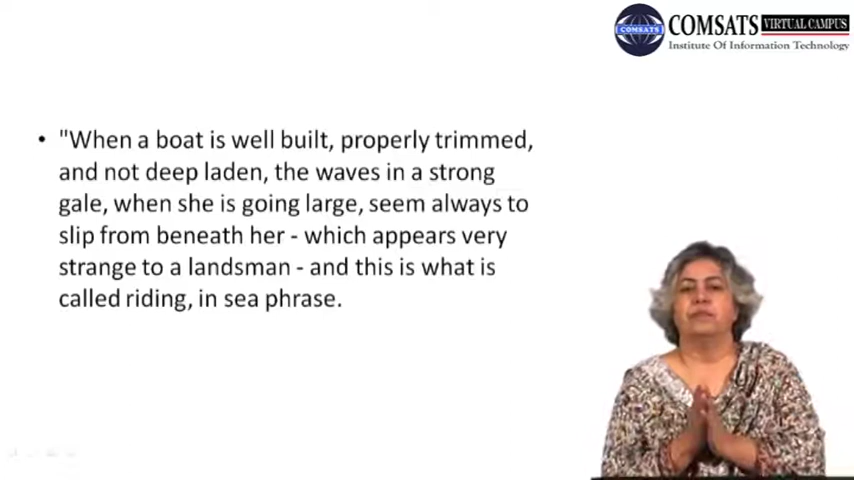 COMSATS
COMSATS VIRTUAL CAMPUS
Institute Of Information Technology
• "When a boat is well built, properly trimmed,
and not deep laden, the waves in a strong
gale, when she is going large, seem always to
slip from beneath her - which appears very
strange to a landsman - and this is what is
called riding, in sea phrase.